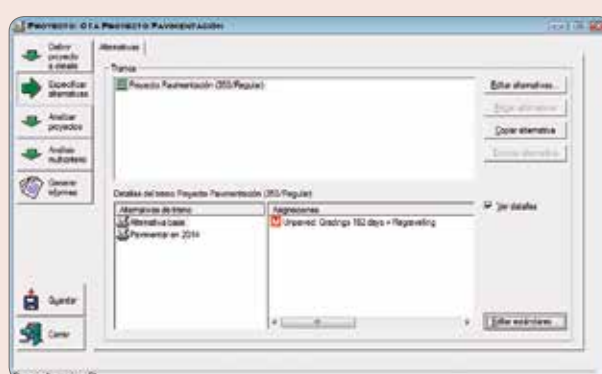 PROYECTO: OTA PROYECTO PAVIMENTACIÓN
Definir proyecto a detalle
Especificar alternativas
Analizar proyectos
Análisis multicriterio
Generar informes
Guardar
Cerrar
Alternativas
Tramos
Proyecto Pavimentación (350/Regular)
Editar alternativas...
Copiar alternativa
Detalles del tramo Proyecto Pavimentación (350/Regular)
Ver detalles
Alternativas de tramo
Alternativa base
Pavimentar en 2014
Asignaciones
Unpaved: Gradings 182 days + Regravelling
Editar estándares...